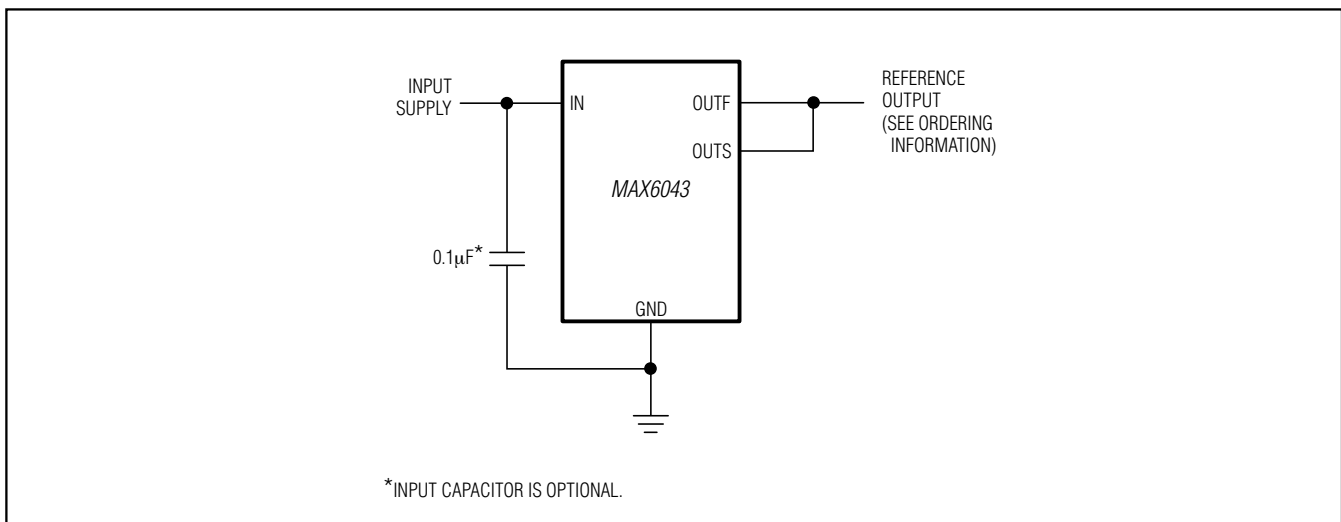 INPUT
SUPPLY
IN
OUTF
OUTS
REFERENCE
OUTPUT
(SEE ORDERING
INFORMATION)
MAX6043
0.1μF*
GND
*INPUT CAPACITOR IS OPTIONAL.